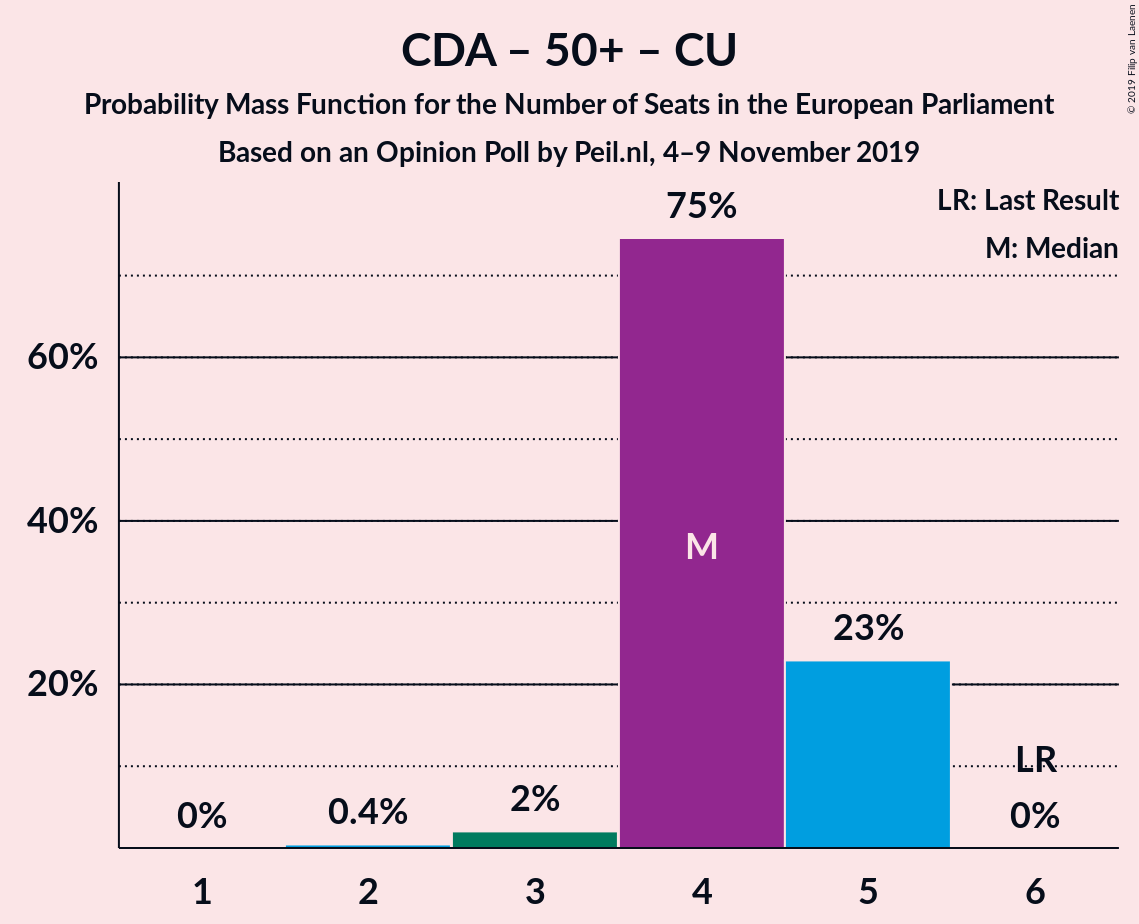 CDA – 50+ – CU
Probability Mass Function for the Number of Seats in the European Parliament
Based on an Opinion Poll by Peil.nl, 4–9 November 2019
© 2019 Filip van Laenen
LR: Last Result
M: Median
75%
60%
M
40%
23%
20%
LR
0%
0.4%
2%
0%
1
2
3
4
5
6